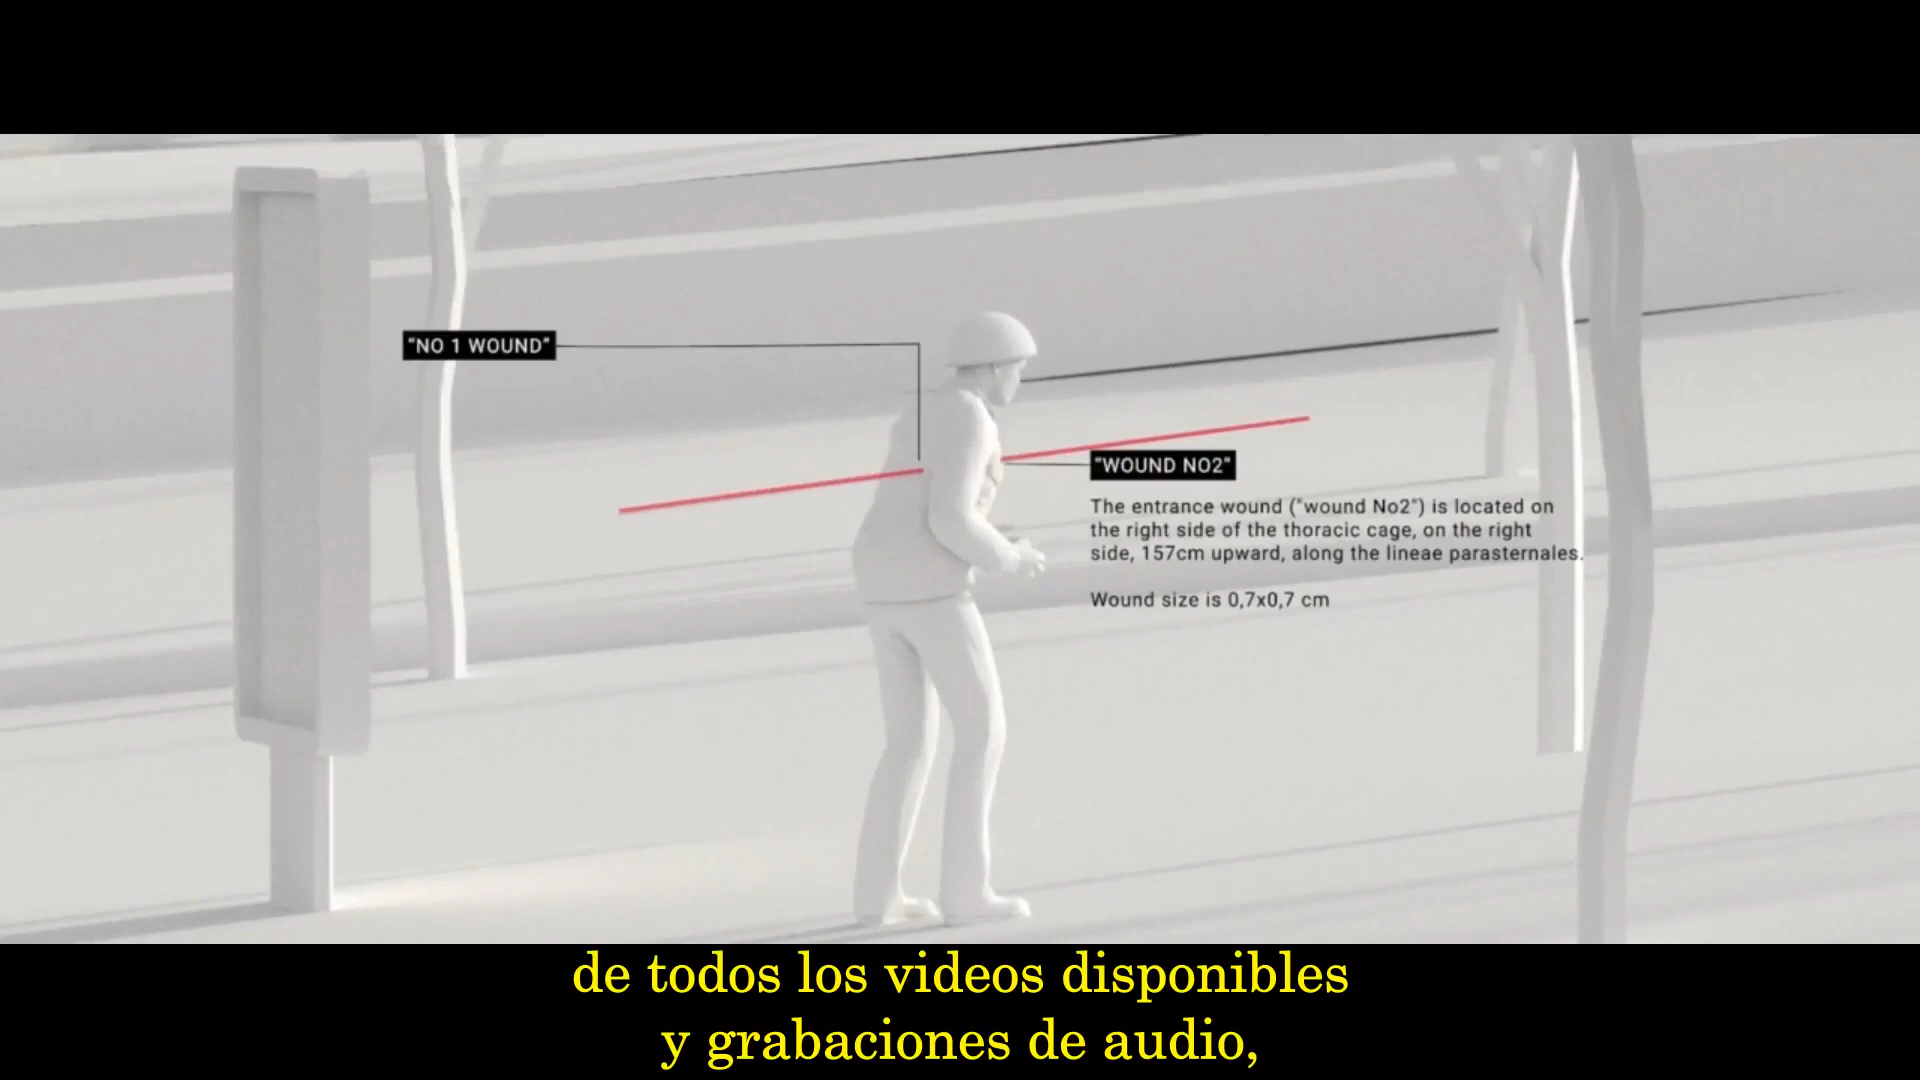 "NO 1 WOUND"
"WOUND NO2"
The entrance wound ("wound No2") is located on
the right side of the thoracic cage, on the right
side, 157cm upward, along the lineae parasternales.
Wound size is 0,7x0,7 cm
de todos los videos disponibles
y grabaciones de audio,